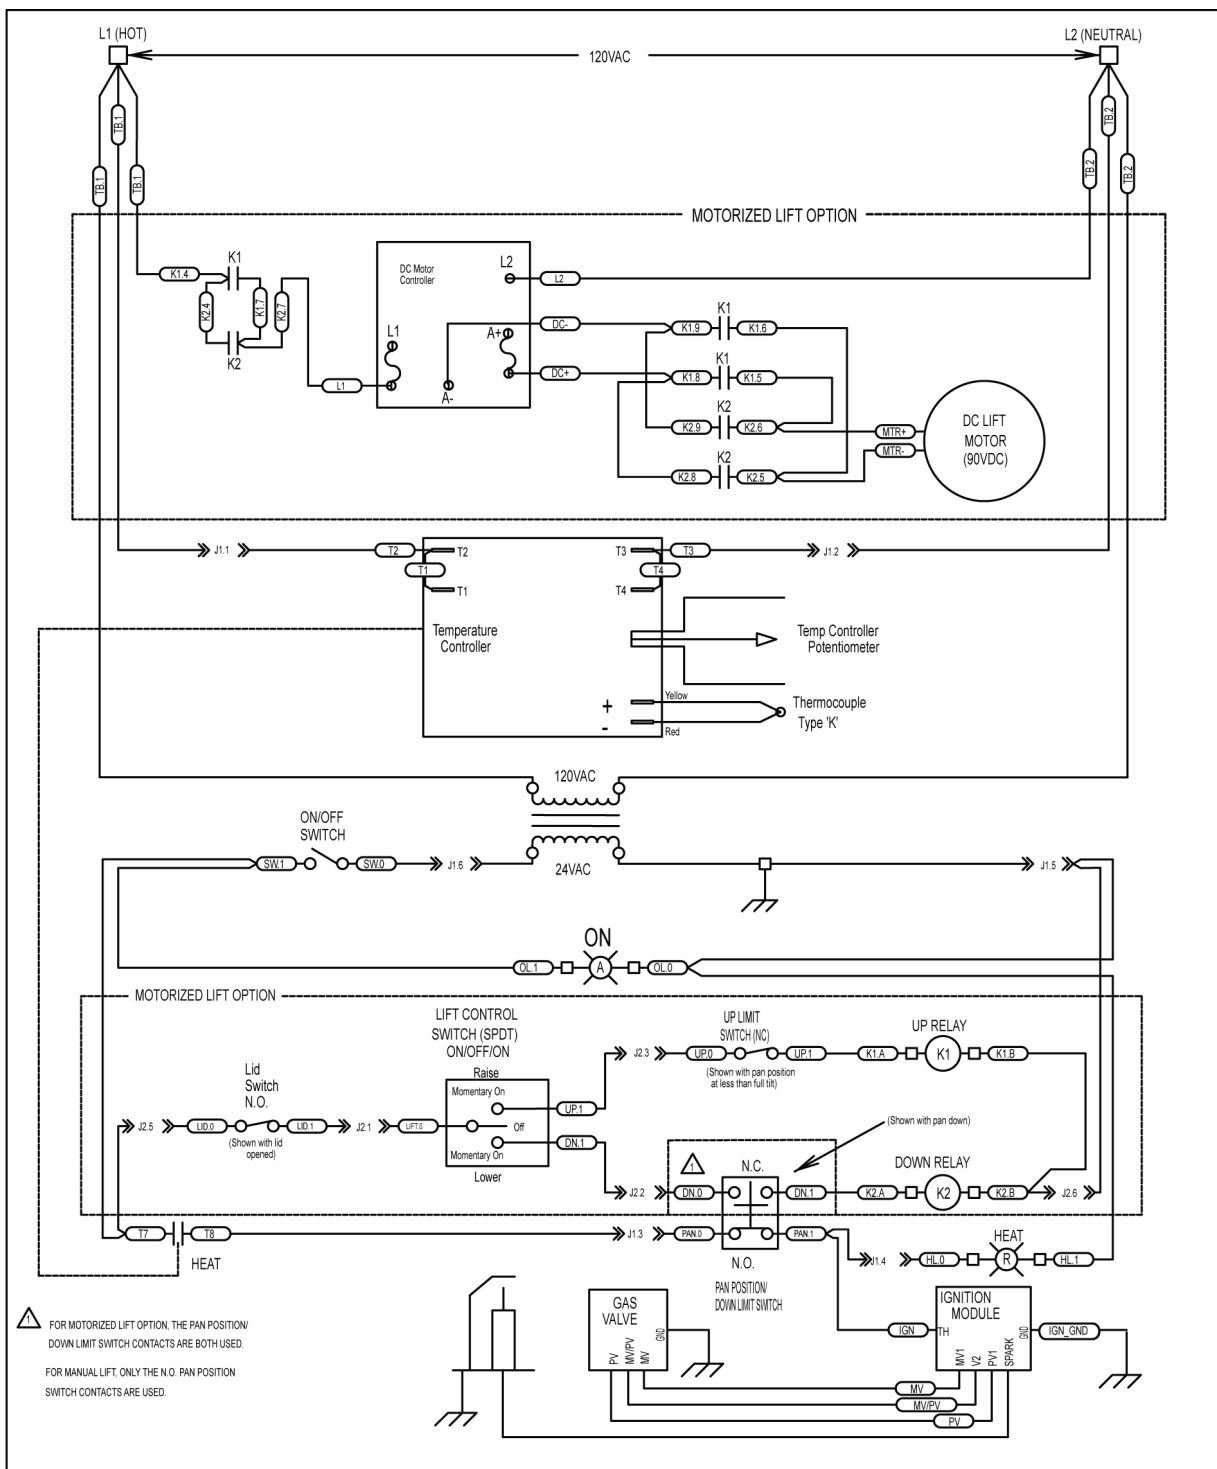 L1 (HOT)
L2 (NEUTRAL)
120VAC
TB.1
TB.1
TB.1
TB.2
TB.2
TB.2
MOTORIZED LIFT OPTION
K1.4
K1
K2.4
K1.7
K2.7
K2
DC Motor
Controller
L2
L2
L1
A+
A-
L1
DC-
DC+
K1
K1.9
K1.6
K1
K1.8
K1.5
K2
K2.9
K2.6
K2
K2.8
K2.5
MTR+
MTR-
DC LIFT
MOTOR
(90VDC)
J1.1
T2
T2
T1
T1
T3
T3
T4
T4
J1.2
Temperature
Controller
Temp Controller
Potentiometer
+
-
Yellow
Red
Thermocouple
Type 'K'
120VAC
24VAC
ON/OFF
SWITCH
SW.1
SW.0
J1.6
J1.5
ON
OL.1
A
OL.0
MOTORIZED LIFT OPTION
LIFT CONTROL
SWITCH (SPDT)
ON/OFF/ON
Raise
Momentary On
Off
Momentary On
Lower
UP LIMIT
SWITCH (NC)
UP RELAY
J2.3
UP.0
UP.1
K1.A
K1
K1.B
(Shown with pan position
at less than full tilt)
Lid
Switch
N.O.
J2.5
LID.0
LID.1
(Shown with lid
opened)
J2.1
LIFT.0
UP.1
DN.1
(Shown with pan down)
1
N.C.
DOWN RELAY
J2.2
DN.0
DN.1
K2.A
K2
K2.B
J2.6
T7
T8
HEAT
J1.3
PAN.0
PAN.1
N.O.
PAN POSITION/
DOWN LIMIT SWITCH
J1.4
HEAT
HL.0
R
HL.1
GAS
VALVE
PV
MV/PV
MV
GND
IGNITION
MODULE
IGN
TH
MV1
V2
PV1
SPARK
GND
IGN_GND
MV
MV/PV
PV
1
FOR MOTORIZED LIFT OPTION, THE PAN POSITION/
DOWN LIMIT SWITCH CONTACTS ARE BOTH USED.
FOR MANUAL LIFT, ONLY THE N.O. PAN POSITION
SWITCH CONTACTS ARE USED.